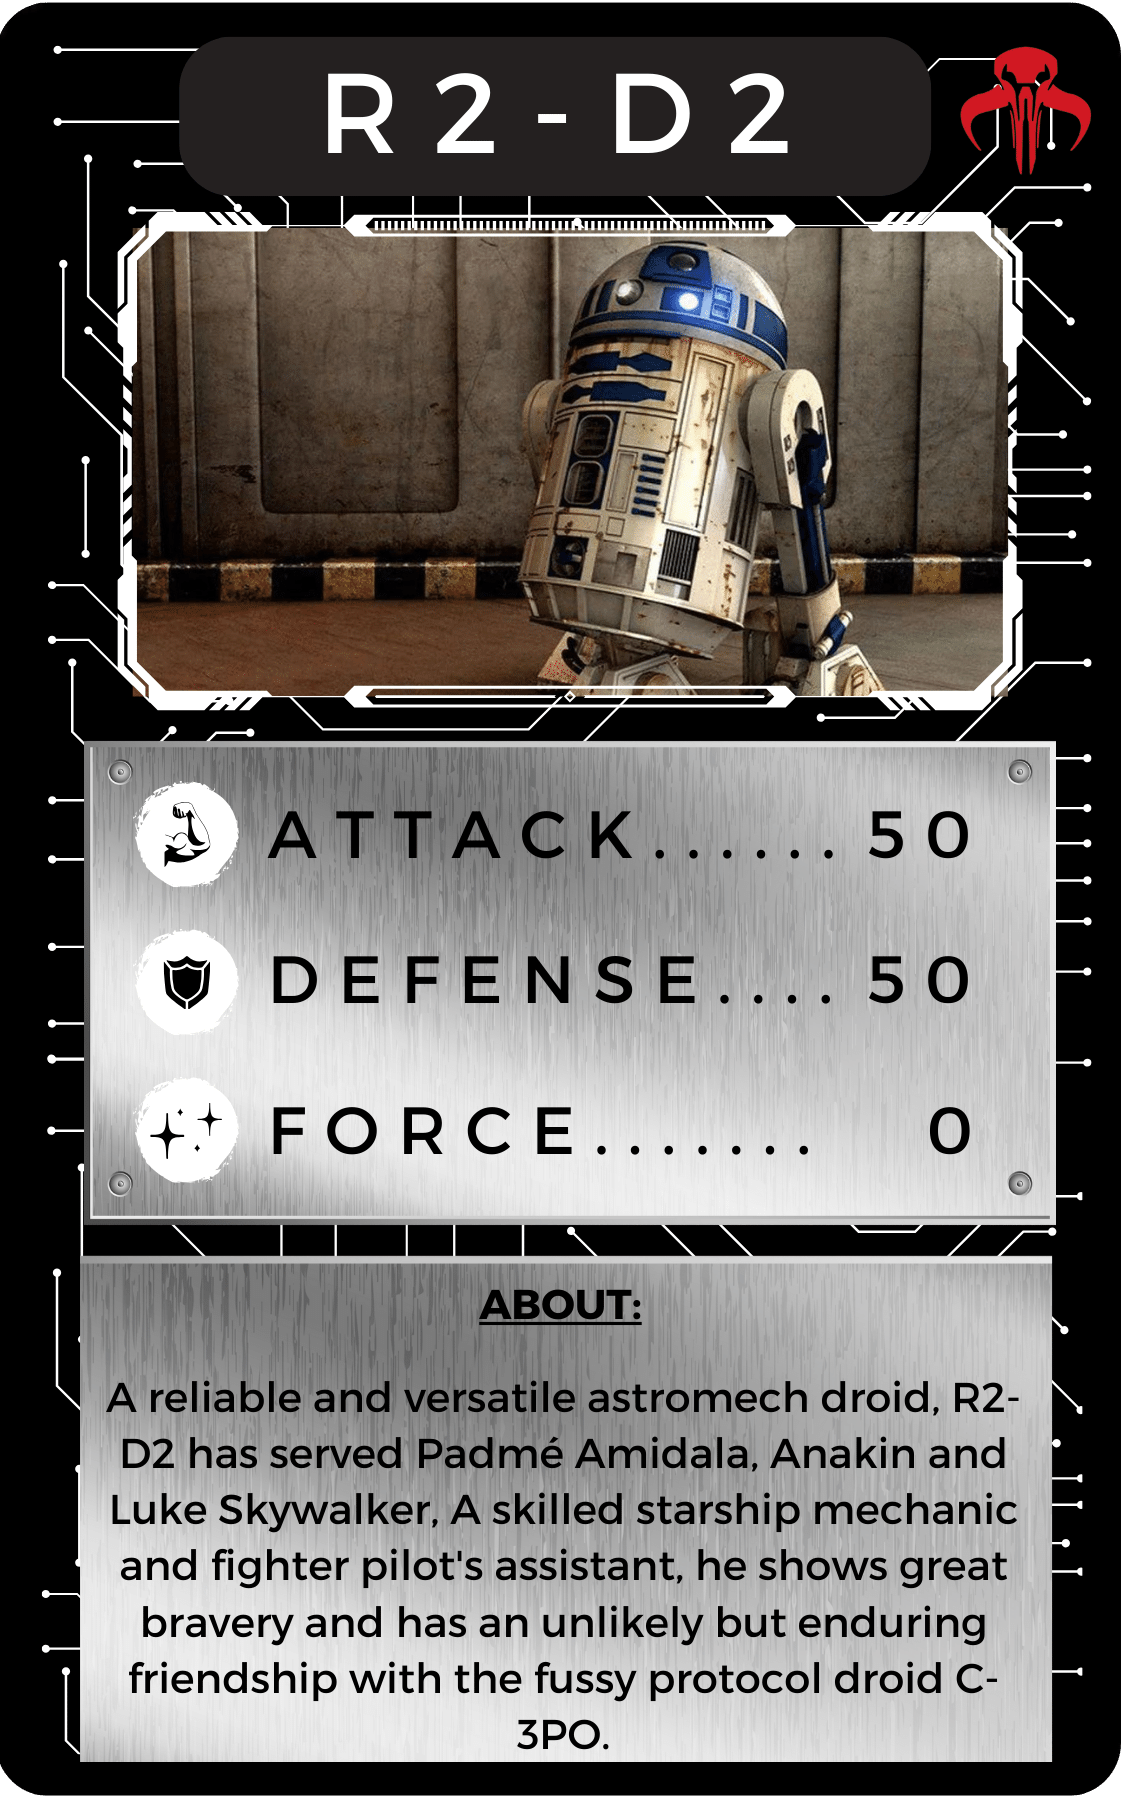 R2-D2
ATTACK...... 50
DEFENSE.... 50
FORCE....... 0
ABOUT:
A reliable and versatile astromech droid, R2-
D2 has served Padmé Amidala, Anakin and
Luke Skywalker, A skilled starship mechanic
and fighter pilot's assistant, he shows great
bravery and has an unlikely but enduring
friendship with the fussy protocol droid C-
3PO.